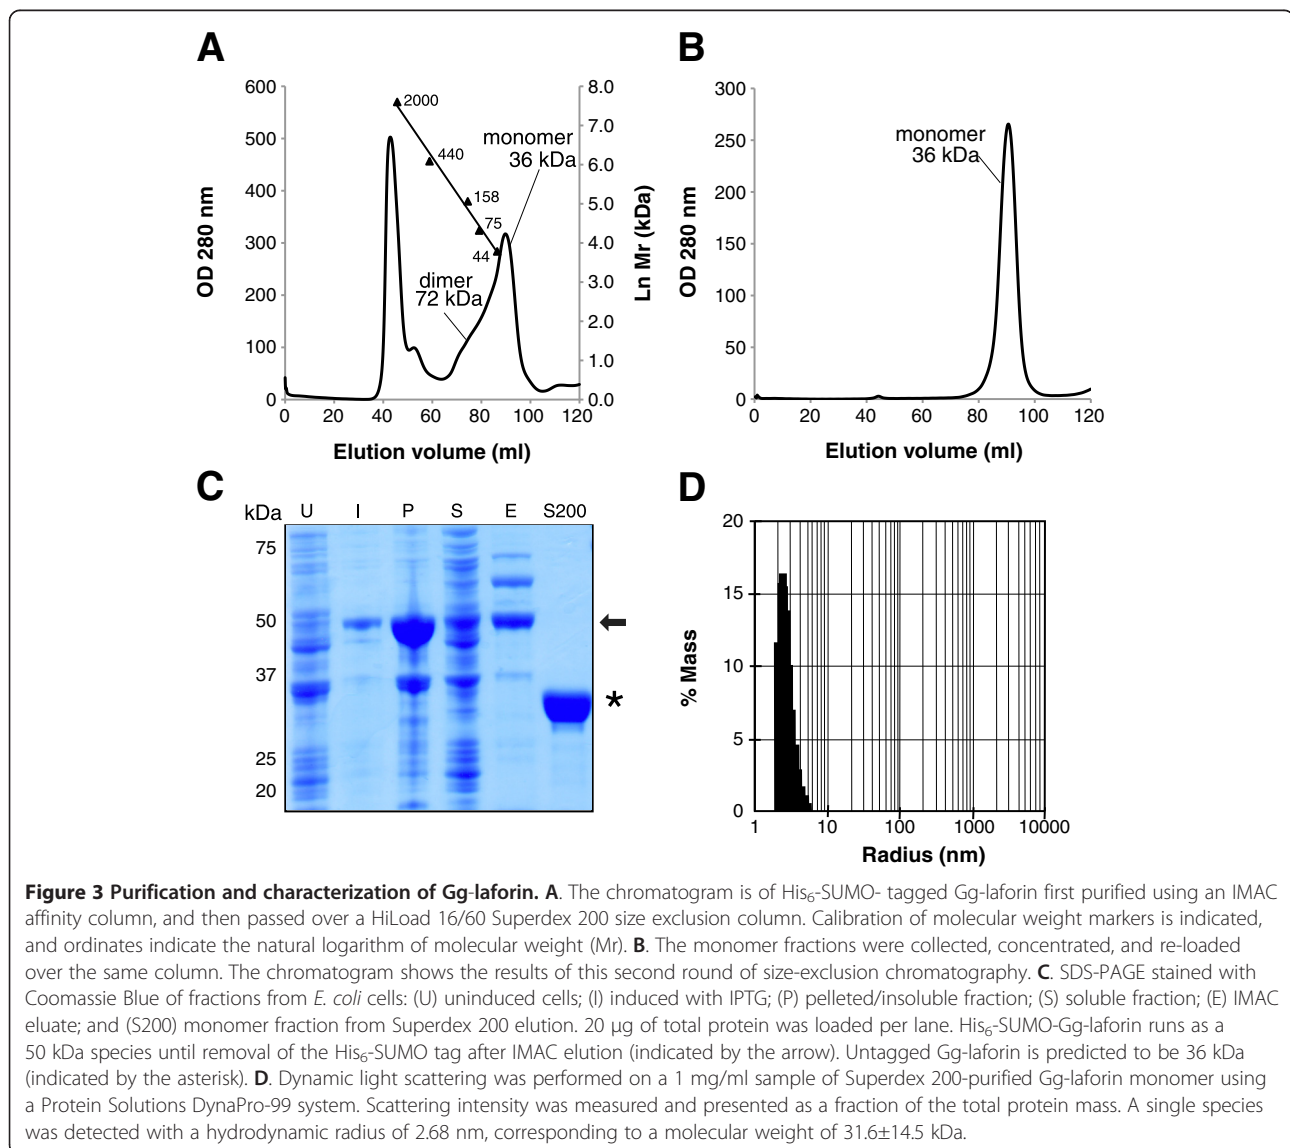 A
600
500
400
300
200
100
0
OD 280 nm
8.0
7.0
6.0
5.0
4.0
3.0
2.0
1.0
0.0
Ln Mr (kDa)
2000
440
158
75
44
monomer
36 kDa
dimer
72 kDa
0 20 40 60 80 100 120
Elution volume (ml)
B
300
250
200
150
100
50
0
OD 280 nm
monomer
36 kDa
0 20 40 60 80 100 120
Elution volume (ml)
C
kDa U I P S E S200
75
50
37
25
20
*
D
20
15
10
5
0
% Mass
1 10 100 1000 10000
Radius (nm)
Figure 3 Purification and characterization of Gg-laforin. A. The chromatogram is of His₆-SUMO- tagged Gg-laforin first purified using an IMAC
affinity column, and then passed over a HiLoad 16/60 Superdex 200 size exclusion column. Calibration of molecular weight markers is indicated,
and ordinates indicate the natural logarithm of molecular weight (Mr). B. The monomer fractions were collected, concentrated, and re-loaded
over the same column. The chromatogram shows the results of this second round of size-exclusion chromatography. C. SDS-PAGE stained with
Coomassie Blue of fractions from E. coli cells: (U) uninduced cells; (I) induced with IPTG; (P) pelleted/insoluble fraction; (S) soluble fraction; (E) IMAC
eluate; and (S200) monomer fraction from Superdex 200 elution. 20 μg of total protein was loaded per lane. His₆-SUMO-Gg-laforin runs as a
50 kDa species until removal of the His₆-SUMO tag after IMAC elution (indicated by the arrow). Untagged Gg-laforin is predicted to be 36 kDa
(indicated by the asterisk). D. Dynamic light scattering was performed on a 1 mg/ml sample of Superdex 200-purified Gg-laforin monomer using
a Protein Solutions DynaPro-99 system. Scattering intensity was measured and presented as a fraction of the total protein mass. A single species
was detected with a hydrodynamic radius of 2.68 nm, corresponding to a molecular weight of 31.6±14.5 kDa.